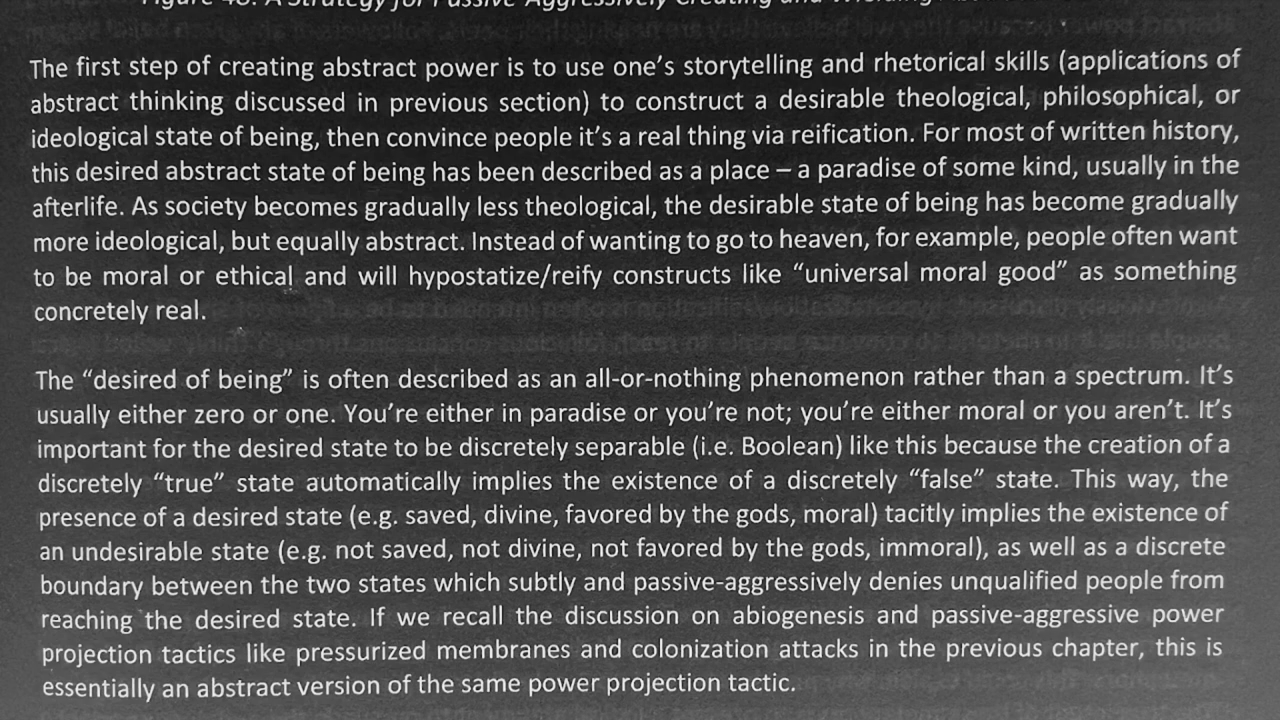 Figure 48: A Strategy for Passive-Aggressively Creating and Wielding
The first step of creating abstract power is to use one’s storytelling and rhetorical skills (applications of
abstract thinking discussed in previous section) to construct a desirable theological, philosophical, or
ideological state of being, then convince people it’s a real thing via reification. For most of written history,
this desired abstract state of being has been described as a place – a paradise of some kind, usually in the
afterlife. As society becomes gradually less theological, the desirable state of being has become gradually
more ideological, but equally abstract. Instead of wanting to go to heaven, for example, people often want
to be moral or ethical and will hypostatize/reify constructs like “universal moral good” as something
concretely real.
The “desired of being” is often described as an all-or-nothing phenomenon rather than a spectrum. It’s
usually either zero or one. You’re either in paradise or you’re not; you’re either moral or you aren’t. It’s
important for the desired state to be discretely separable (i.e. Boolean) like this because the creation of a
discretely “true” state automatically implies the existence of a discretely “false” state. This way, the
presence of a desired state (e.g. saved, divine, favored by the gods, moral) tacitly implies the existence of
an undesirable state (e.g. not saved, not divine, not favored by the gods, immoral), as well as a discrete
boundary between the two states which subtly and passive-aggressively denies unqualified people from
reaching the desired state. If we recall the discussion on abiogenesis and passive-aggressive power
projection tactics like pressurized membranes and colonization attacks in the previous chapter, this is
essentially an abstract version of the same power projection tactic.